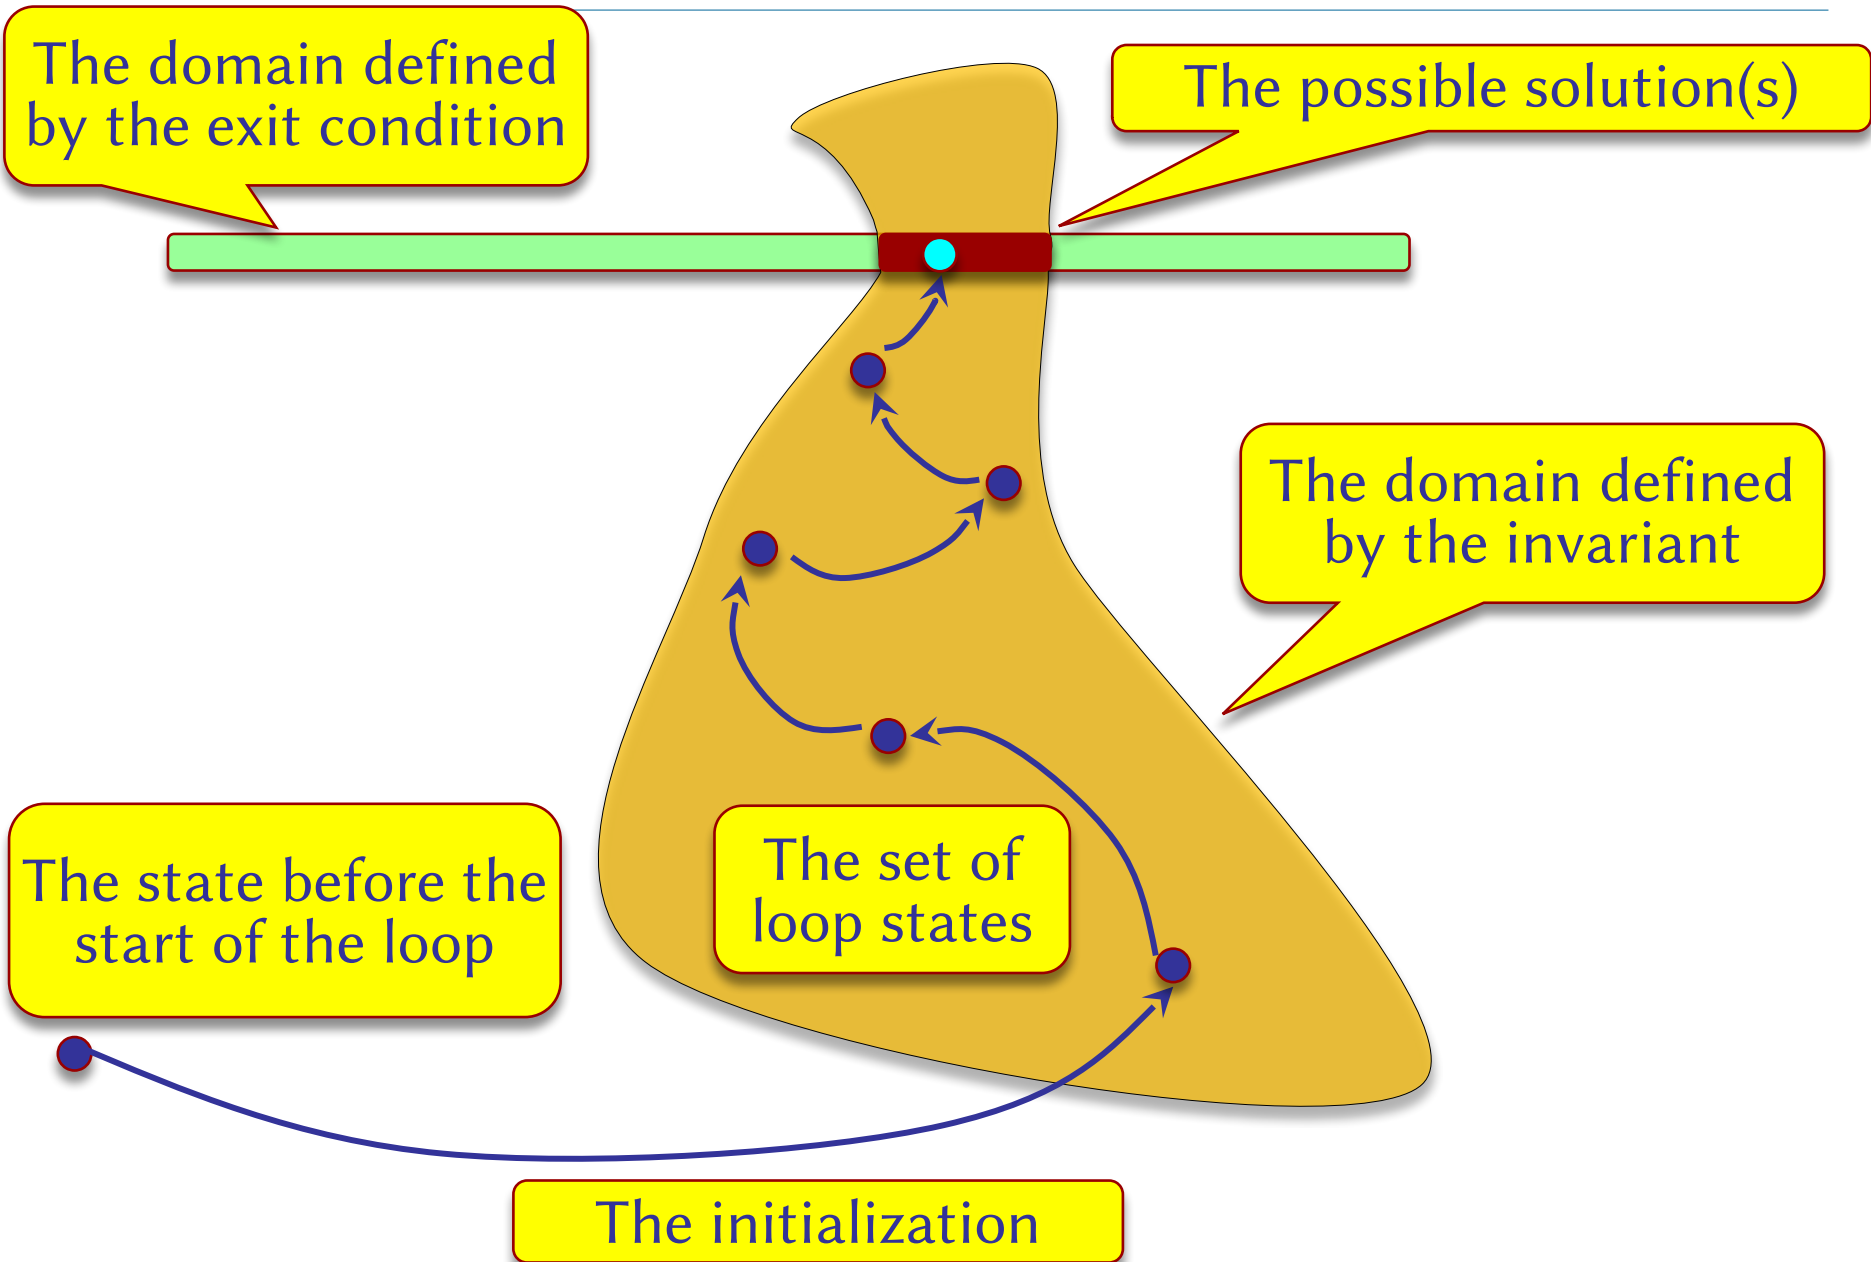 The domain defined
by the exit condition
The possible solution(s)
The domain defined
by the invariant
The set of
loop states
The state before the
start of the loop
The initialization